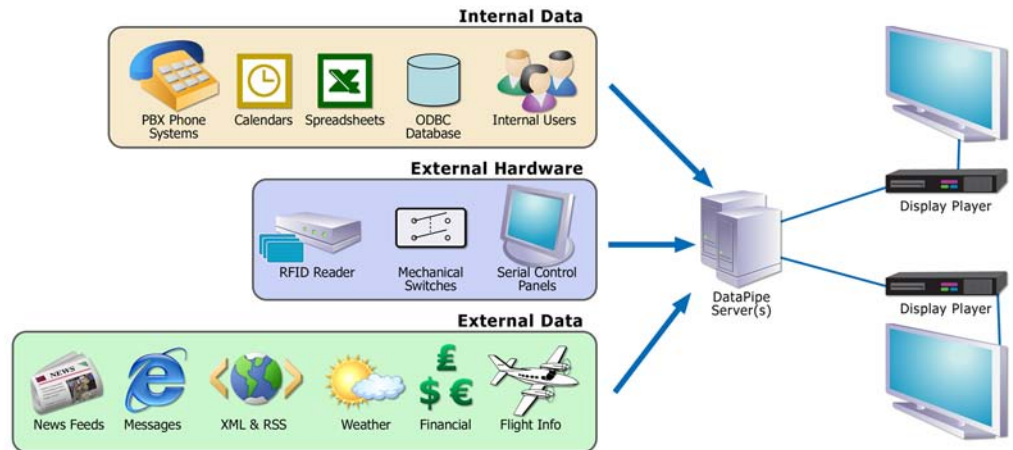 Internal Data
PBX Phone
Systems
Calendars
Spreadsheets
ODBC
Database
Internal Users
External Hardware
RFID Reader
Mechanical
Switches
Serial Control
Panels
External Data
NEWS
News Feeds
Messages
XML & RSS
Weather
£
$ €
Financial
Flight Info
DataPipe
Server(s)
Display Player
Display Player